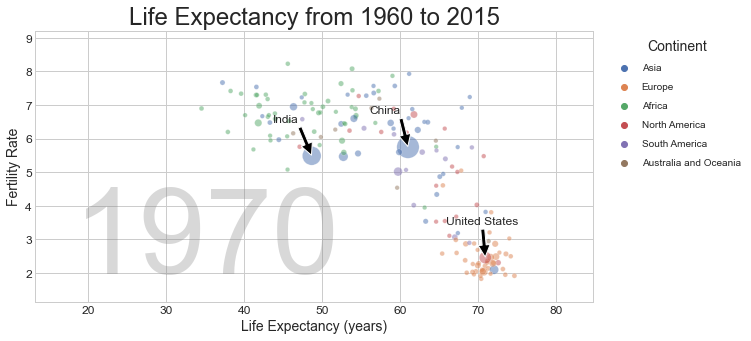 Life Expectancy from 1960 to 2015
9
8
7
6
5
4
3
2
Fertility Rate
India
China
United States
1970
20 30 40 50 60 70 80
Life Expectancy (years)
Continent
Asia
Europe
Africa
North America
South America
Australia and Oceania